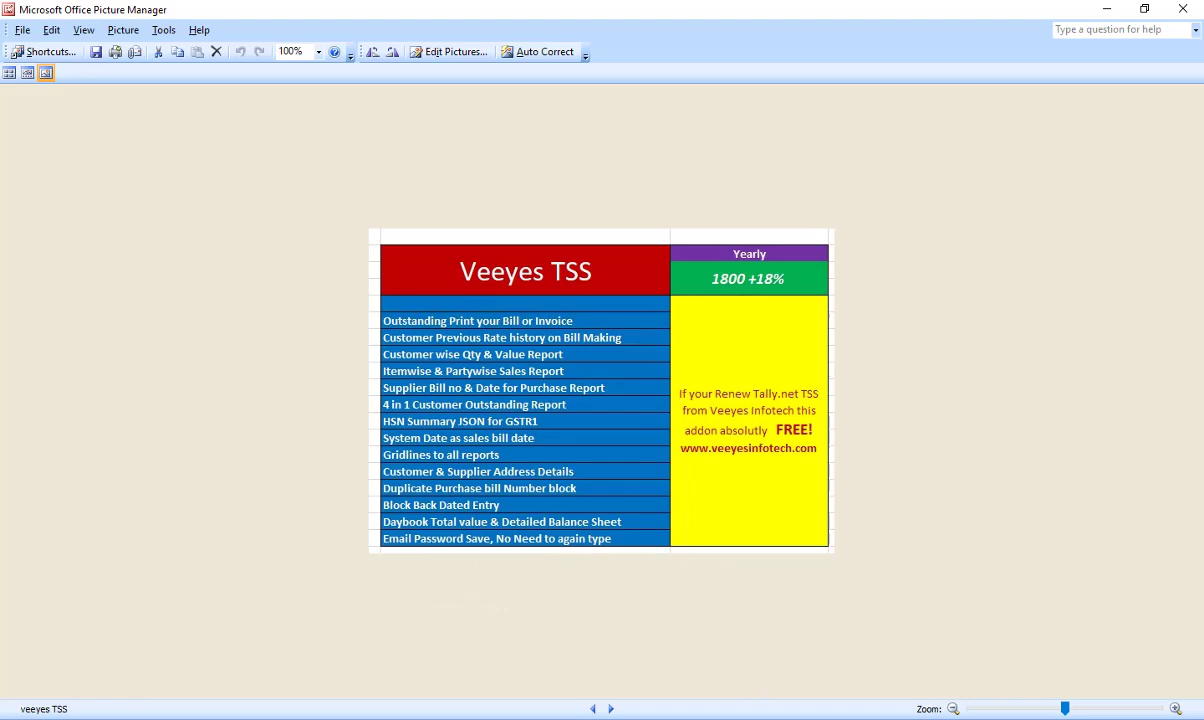 Microsoft Office Picture Manager
File Edit View Picture Tools Help
Type a question for help
Shortcuts... 100% Edit Pictures... Auto Correct
Veeyes TSS
Yearly
1800 +18%
Outstanding Print your Bill or Invoice
Customer Previous Rate history on Bill Making
Customer wise Qty & Value Report
Itemwise & Partywise Sales Report
Supplier Bill no & Date for Purchase Report
4 in 1 Customer Outstanding Report
HSN Summary JSON for GSTR1
System Date as sales bill date
Gridlines to all reports
Customer & Supplier Address Details
Duplicate Purchase bill Number block
Block Back Dated Entry
Daybook Total value & Detailed Balance Sheet
Email Password Save, No Need to again type
If your Renew Tally.net TSS
from Veeyes Infotech this
addon absolutly FREE!
www.veeyesinfotech.com
veeyes TSS
Zoom: